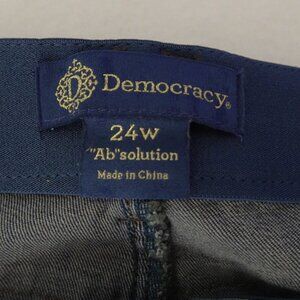 D Democracy®
24W
"Ab"solution
Made in China